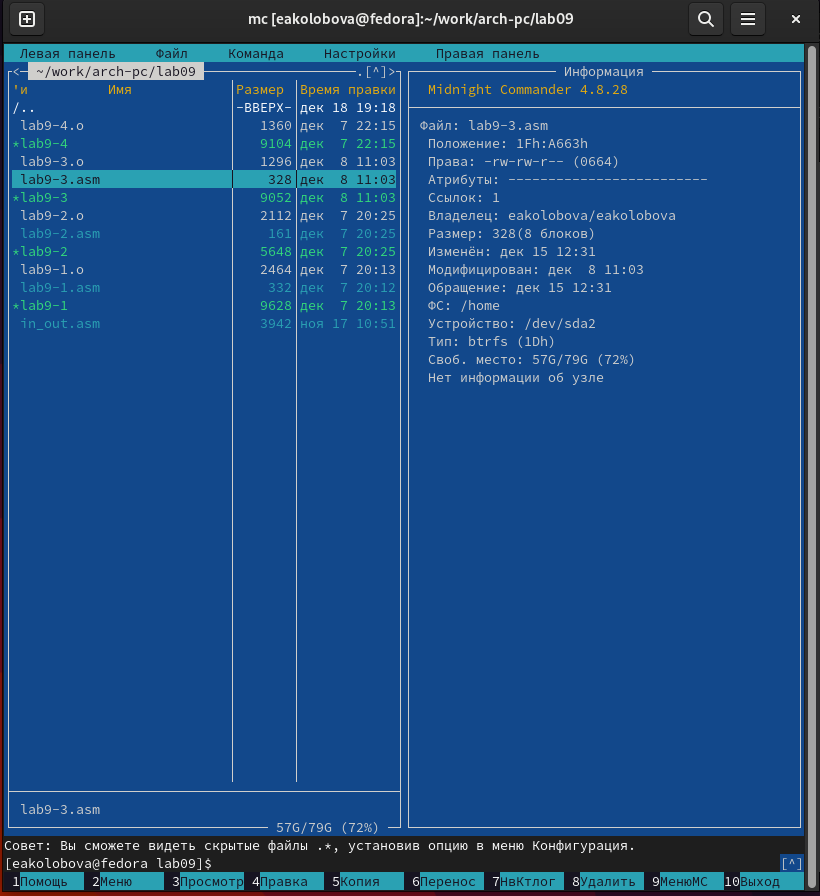 mc [eakolobova@fedora]:~/work/arch-pc/lab09
Левая панель Файл Команда Настройки Правая панель
<─ ~/work/arch-pc/lab09 ─.[^]>
'и Имя Размер Время правки
/.. -ВВЕРХ- дек 18 19:18
lab9-4.o 1360 дек 7 22:15
*lab9-4 9104 дек 7 22:15
lab9-3.o 1296 дек 8 11:03
lab9-3.asm 328 дек 8 11:03
*lab9-3 9052 дек 8 11:03
lab9-2.o 2112 дек 7 20:25
lab9-2.asm 161 дек 7 20:25
*lab9-2 5648 дек 7 20:25
lab9-1.o 2464 дек 7 20:13
lab9-1.asm 332 дек 7 20:12
*lab9-1 9628 дек 7 20:13
in_out.asm 3942 ноя 17 10:51
lab9-3.asm
57G/79G (72%)
Информация
Midnight Commander 4.8.28
Файл: lab9-3.asm
Положение: 1Fh:A663h
Права: -rw-rw-r-- (0664)
Атрибуты: -------------------------
Ссылок: 1
Владелец: eakolobova/eakolobova
Размер: 328(8 блоков)
Изменён: дек 15 12:31
Модифицирован: дек 8 11:03
Обращение: дек 15 12:31
ФС: /home
Устройство: /dev/sda2
Тип: btrfs (1Dh)
Своб. место: 57G/79G (72%)
Нет информации об узле
Совет: Вы сможете видеть скрытые файлы .*, установив опцию в меню Конфигурация.
[eakolobova@fedora lab09]$ [^]
1Помощь 2Меню 3Просмотр 4Правка 5Копия 6Перенос 7НвКтлог 8Удалить 9МенюМС 10Выход